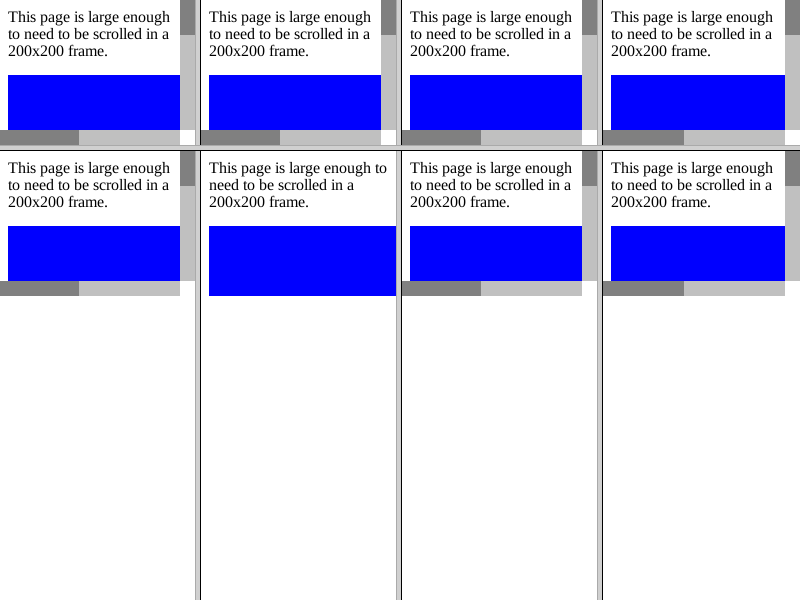 This page is large enough
to need to be scrolled in a
200x200 frame.
This page is large enough
to need to be scrolled in a
200x200 frame.
This page is large enough
to need to be scrolled in a
200x200 frame.
This page is large enough
to need to be scrolled in a
200x200 frame.
This page is large enough
to need to be scrolled in a
200x200 frame.
This page is large enough to
need to be scrolled in a
200x200 frame.
This page is large enough
to need to be scrolled in a
200x200 frame.
This page is large enough
to need to be scrolled in a
200x200 frame.